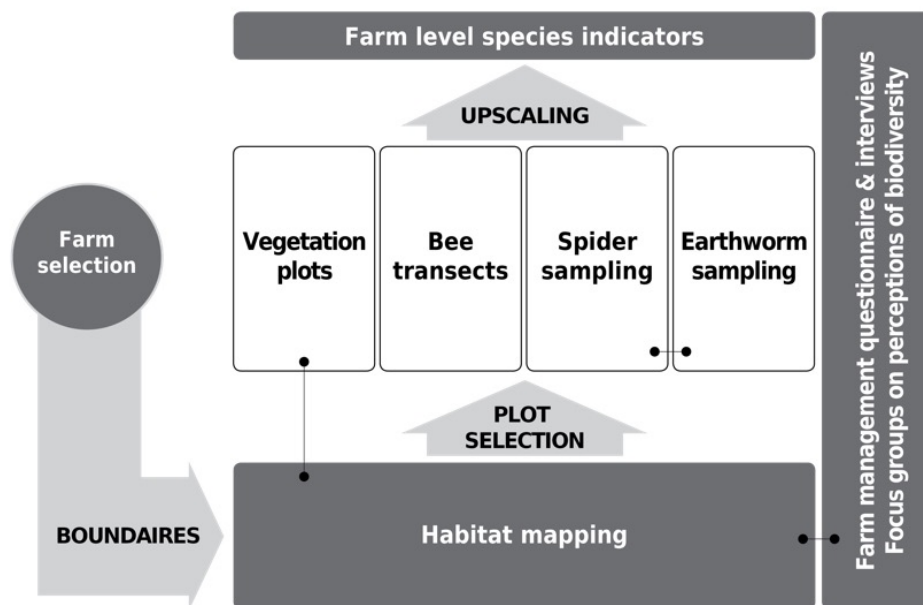 Farm level species indicators
UPSCALING
Farm
selection
Vegetation
plots
Bee
transects
Spider
sampling
Earthworm
sampling
PLOT
SELECTION
BOUNDAIRES
Habitat mapping
Farm management questionnaire & interviews
Focus groups on perceptions of biodiversity